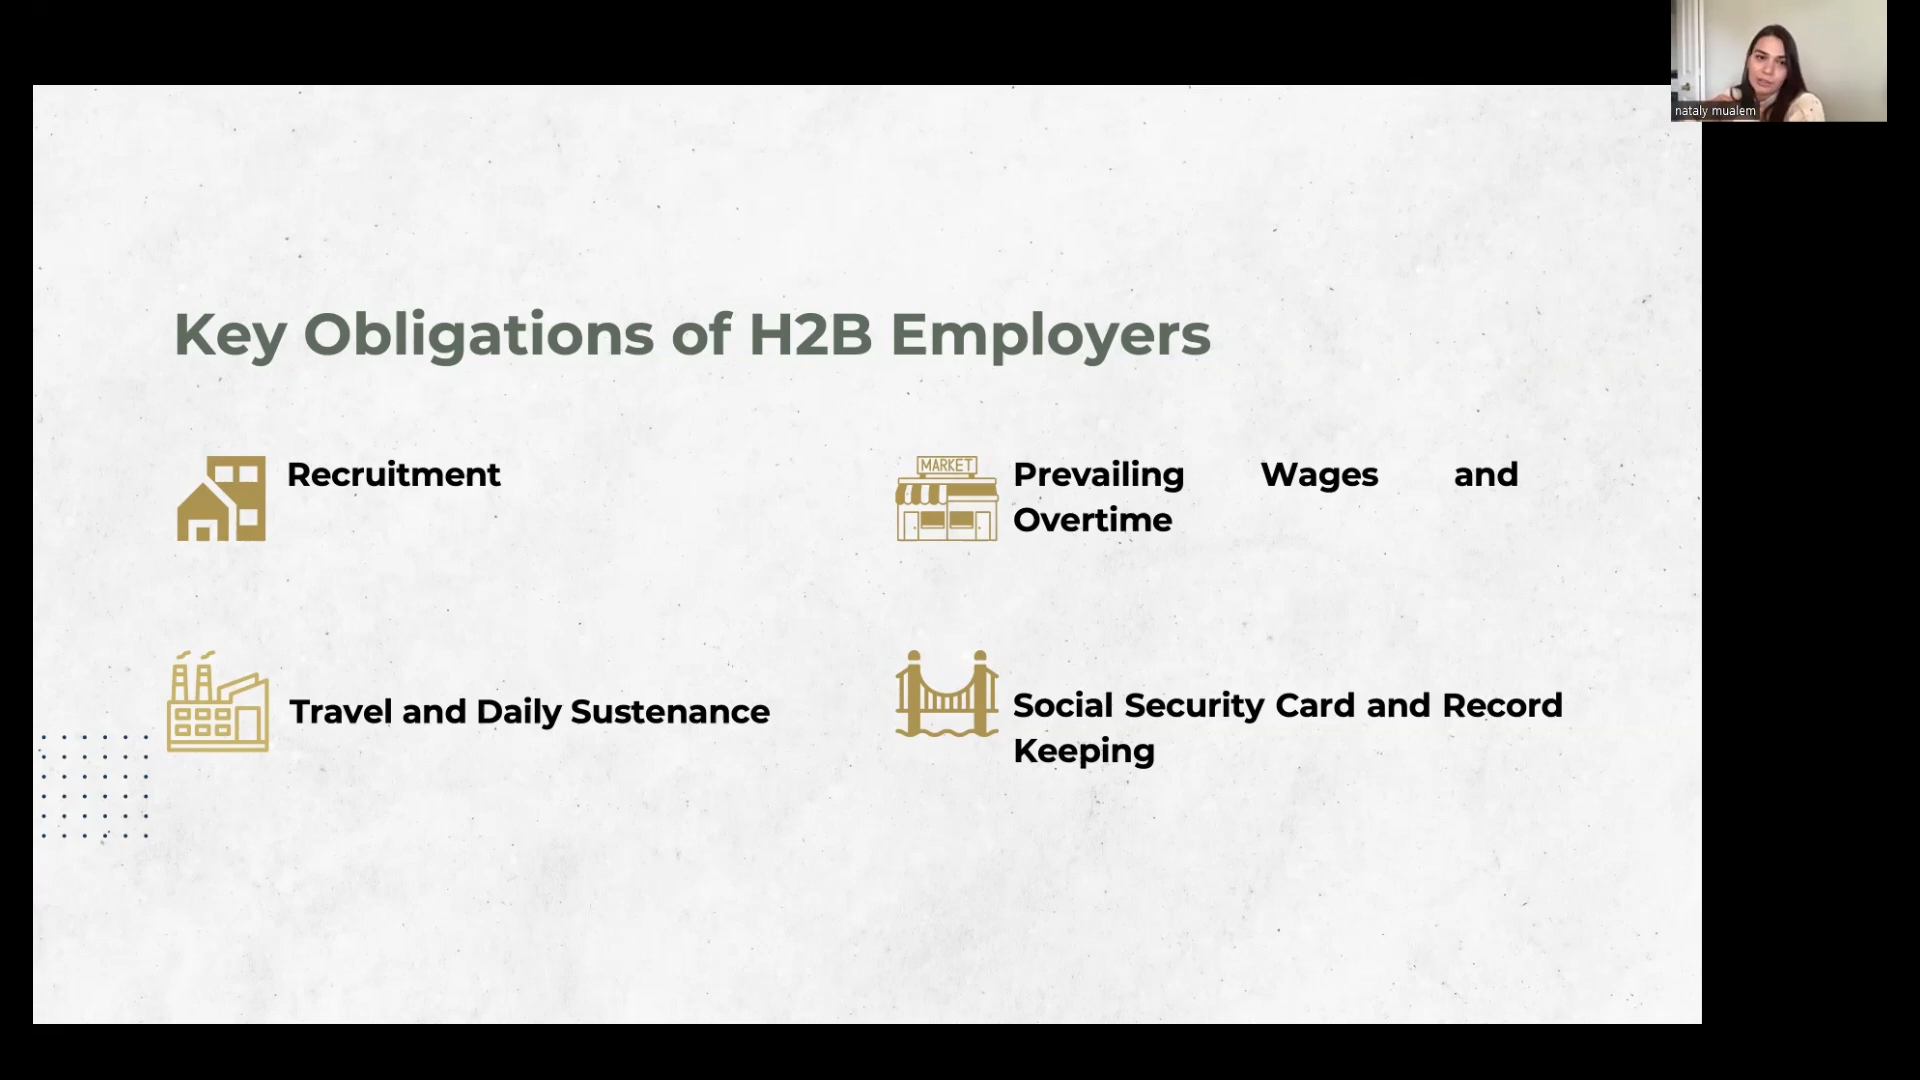 nataly mualem
Key Obligations of H2B Employers
Recruitment
MARKET
Prevailing Wages and
Overtime
Travel and Daily Sustenance
Social Security Card and Record
Keeping